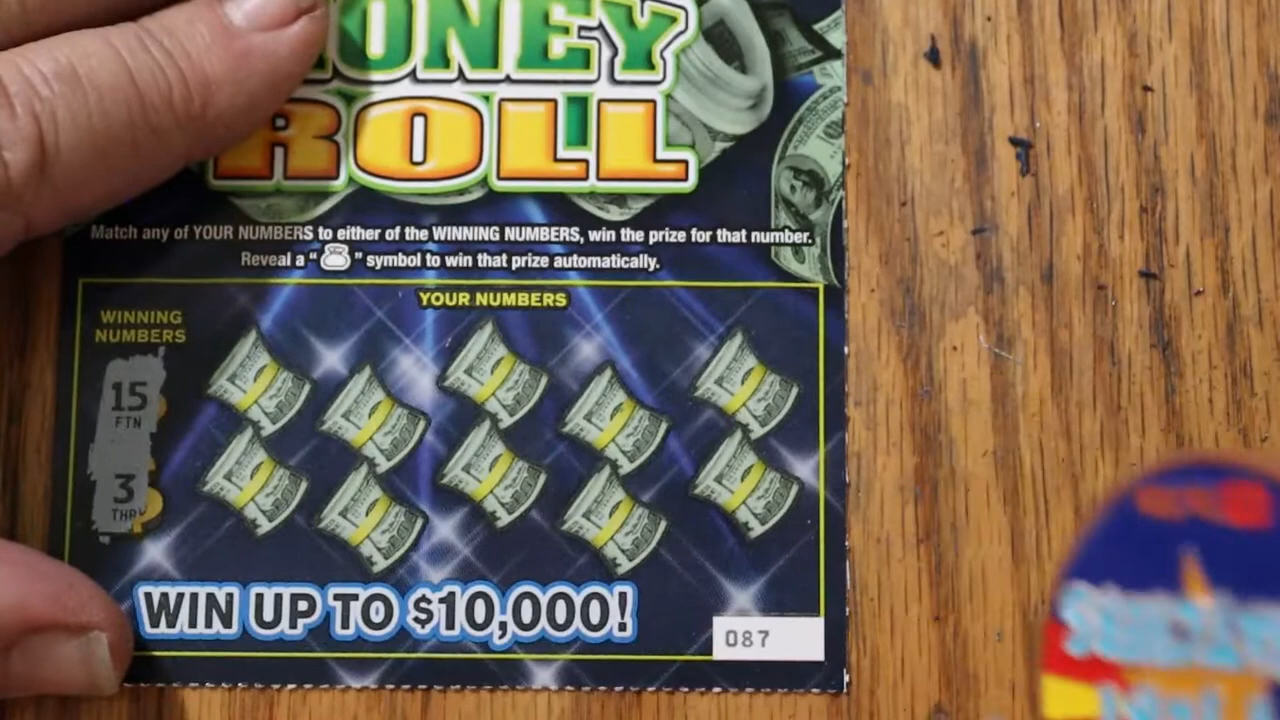 MONEY
ROLL
Match any of YOUR NUMBERS to either of the WINNING NUMBERS, win the prize for that number.
Reveal a " " symbol to win that prize automatically.
YOUR NUMBERS
WINNING
NUMBERS
15
FTN
3
THR
WIN UP TO $10,000!
087